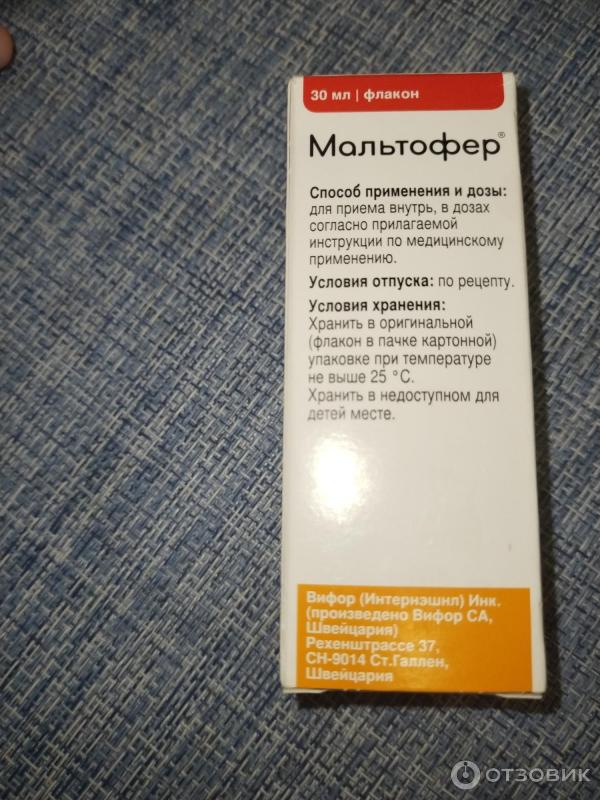 30 мл | флакон
Мальтофер®
Способ применения и дозы:
для приема внутрь, в дозах
согласно прилагаемой
инструкции по медицинскому
применению.
Условия отпуска: по рецепту.
Условия хранения:
Хранить в оригинальной
(флакон в пачке картонной)
упаковке при температуре
не выше 25 °С.
Хранить в недоступном для
детей месте.
Вифор (Интернэшнл) Инк.
(произведено Вифор СА,
Швейцария)
Рехенштрассе 37,
СН-9014 Ст.Галлен,
Швейцария
ОТЗОВИК